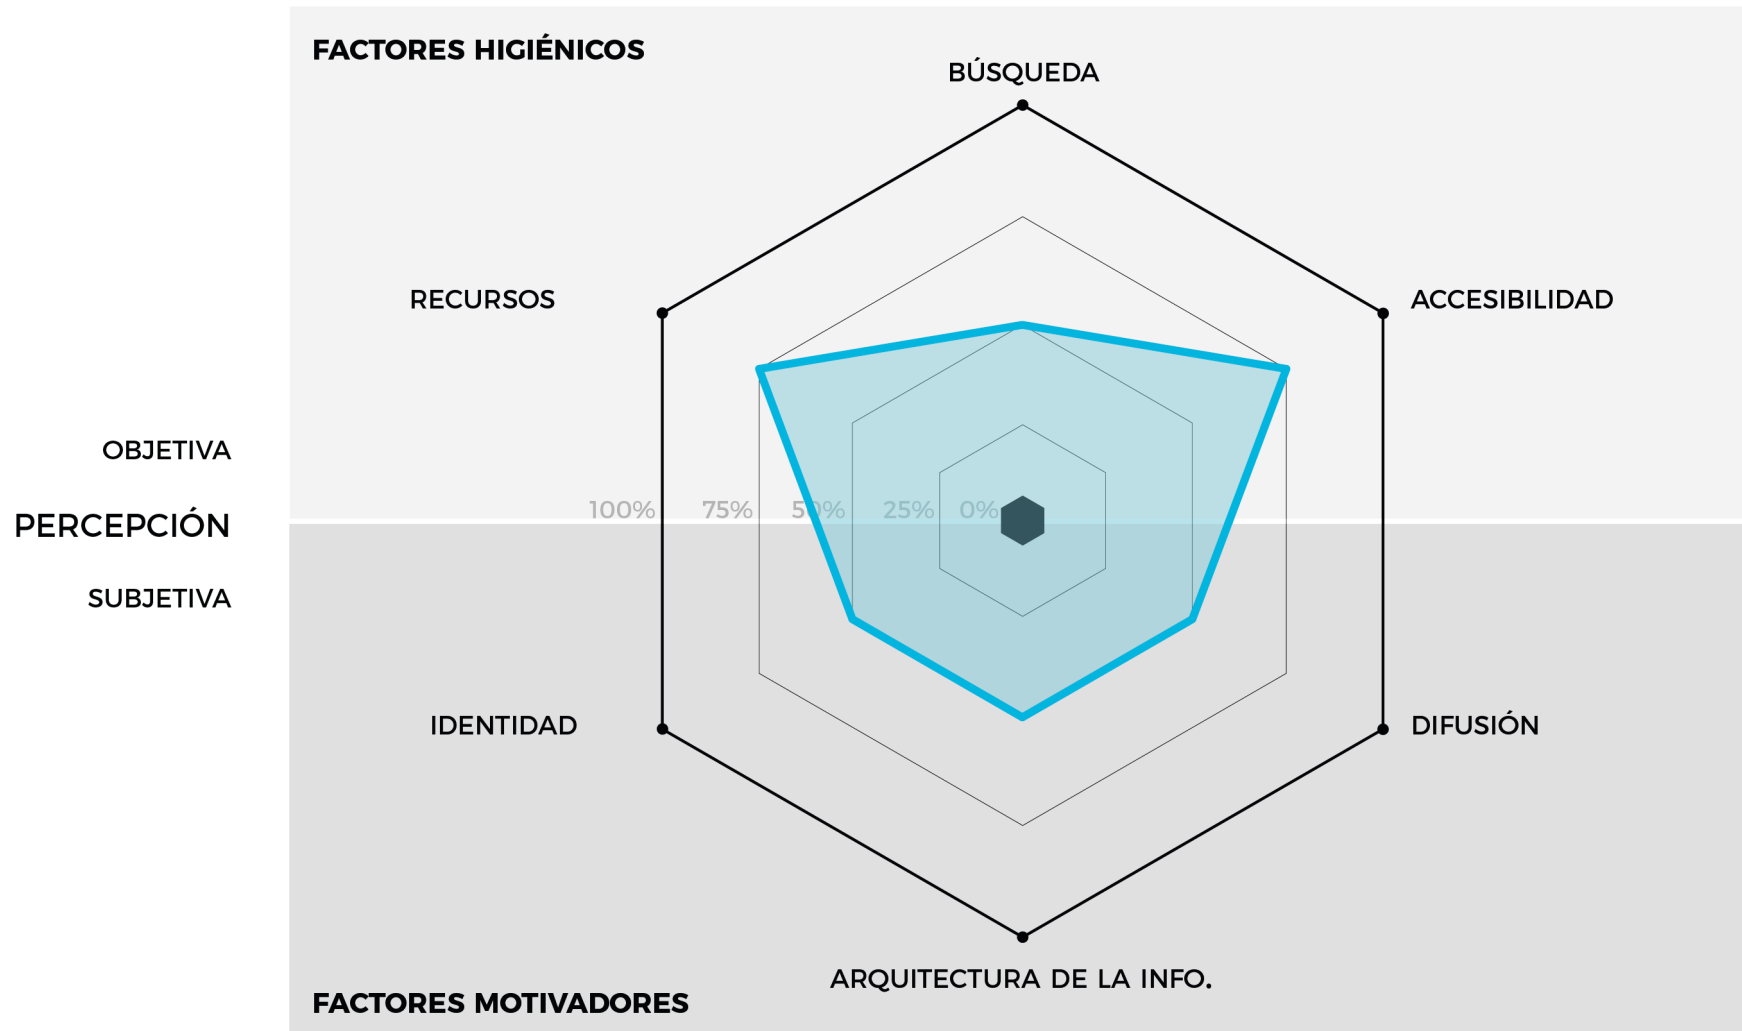 FACTORES HIGIÉNICOS
BÚSQUEDA
RECURSOS
ACCESIBILIDAD
OBJETIVA
100% 75% 50% 25% 0%
PERCEPCIÓN
SUBJETIVA
IDENTIDAD
DIFUSIÓN
ARQUITECTURA DE LA INFO.
FACTORES MOTIVADORES